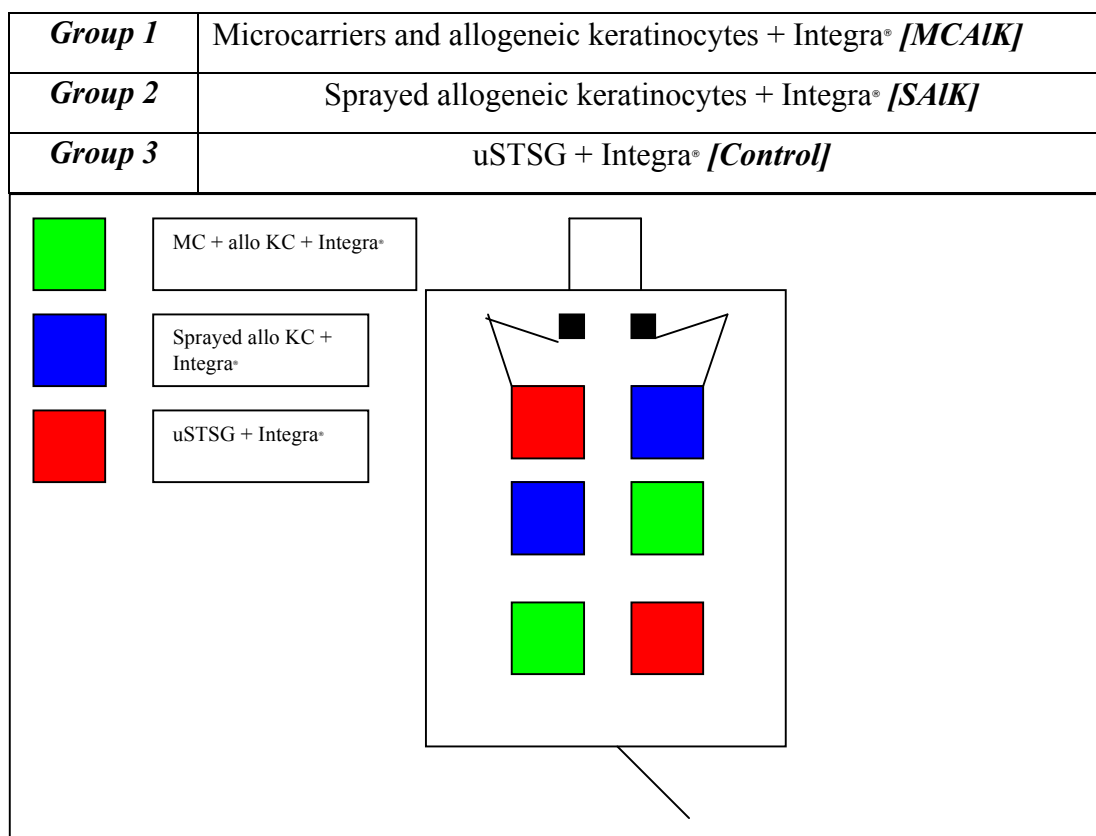 Group 1 Microcarriers and allogeneic keratinocytes + Integra® [MCAlK]
Group 2 Sprayed allogeneic keratinocytes + Integra® [SAlK]
Group 3 uSTSG + Integra® [Control]
MC + allo KC + Integra®
Sprayed allo KC +
Integra®
uSTSG + Integra®